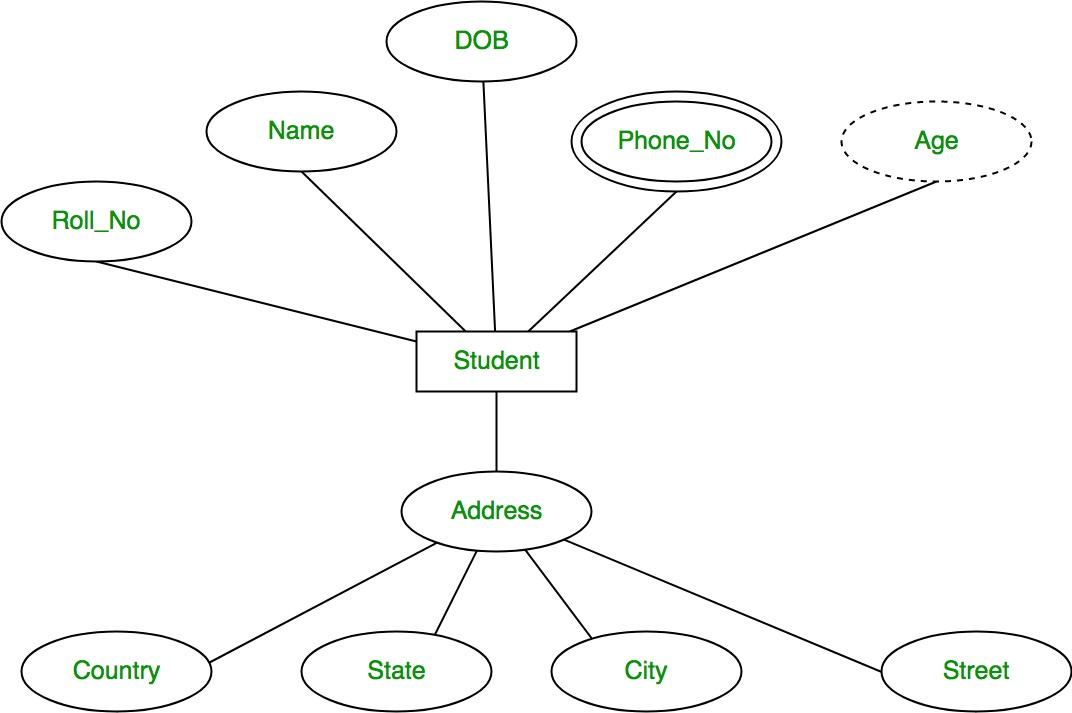 DOB
Name
Phone_No
Age
Roll_No
Student
Address
Country
State
City
Street